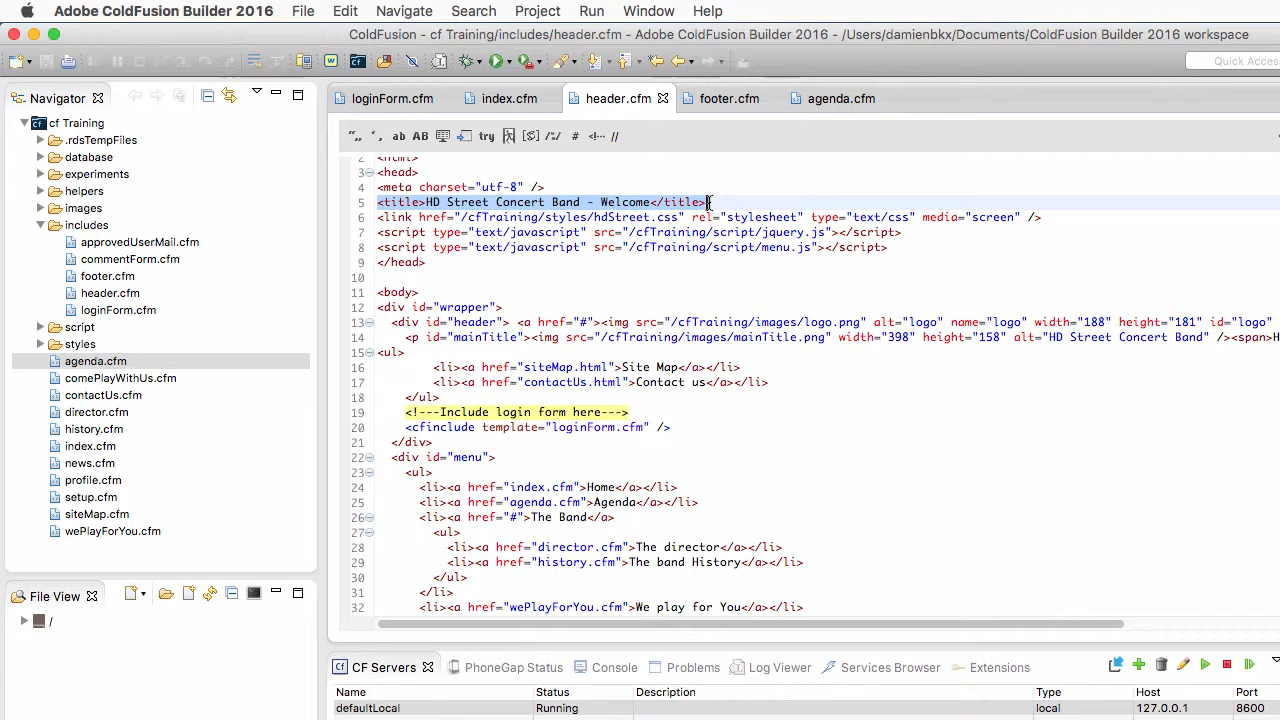 Adobe ColdFusion Builder 2016 File Edit Navigate Search Project Run Window Help
ColdFusion - cf Training/includes/header.cfm - Adobe ColdFusion Builder 2016 - /Users/damienbkx/Documents/ColdFusion Builder 2016 workspace
Quick Acces
Navigator
loginForm.cfm index.cfm header.cfm footer.cfm agenda.cfm
cf Training
.rdsTempFiles
database
experiments
helpers
images
includes
approvedUserMail.cfm
commentForm.cfm
footer.cfm
header.cfm
loginForm.cfm
script
styles
agenda.cfm
comePlayWithUs.cfm
contactUs.cfm
director.cfm
history.cfm
index.cfm
news.cfm
profile.cfm
setup.cfm
siteMap.cfm
wePlayForYou.cfm
File View
/
ab AB try /*/ # <!-- //
2 <html>
3 <head>
4 <meta charset="utf-8" />
5 <title>HD Street Concert Band - Welcome</title>
6 <link href="/cfTraining/styles/hdStreet.css" rel="stylesheet" type="text/css" media="screen" />
7 <script type="text/javascript" src="/cfTraining/script/jquery.js"></script>
8 <script type="text/javascript" src="/cfTraining/script/menu.js"></script>
9 </head>
10
11 <body>
12 <div id="wrapper">
13 <div id="header"> <a href="#"><img src="/cfTraining/images/logo.png" alt="logo" name="logo" width="188" height="181" id="logo"
14 <p id="mainTitle"><img src="/cfTraining/images/mainTitle.png" width="398" height="158" alt="HD Street Concert Band" /><span>H
15 <ul>
16 <li><a href="siteMap.html">Site Map</a></li>
17 <li><a href="contactUs.html">Contact us</a></li>
18 </ul>
19 <!---Include login form here--->
20 <cfinclude template="loginForm.cfm" />
21 </div>
22 <div id="menu">
23 <ul>
24 <li><a href="index.cfm">Home</a></li>
25 <li><a href="agenda.cfm">Agenda</a></li>
26 <li><a href="#">The Band</a>
27 <ul>
28 <li><a href="director.cfm">The director</a></li>
29 <li><a href="history.cfm">The band History</a></li>
30 </ul>
31 </li>
32 <li><a href="wePlayForYou.cfm">We play for You</a></li>
CF Servers PhoneGap Status Console Problems Log Viewer Services Browser Extensions
Name Status Description Type Host Port
defaultLocal Running local 127.0.0.1 8600